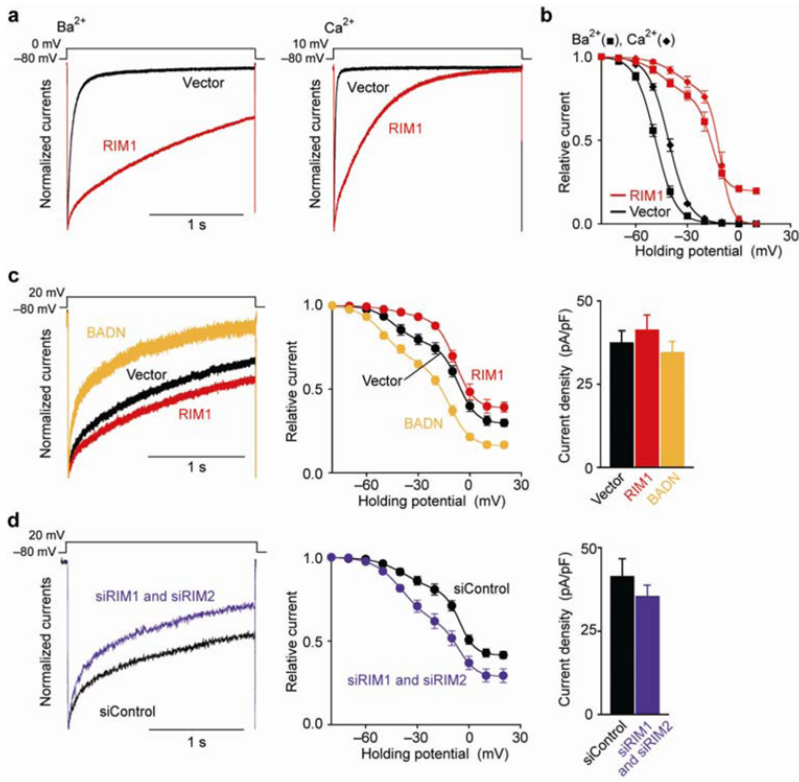 a
Ba2+
0 mV
−80 mV
Normalized currents
Vector
RIM1
1 s
Ca2+
10 mV
−80 mV
Normalized currents
Vector
RIM1
1 s
b
Ba2+(■), Ca2+(♦)
1.0
0.5
0
Relative current
RIM1
Vector
−60
−30
0
30
Holding potential (mV)
c
20 mV
−80 mV
Normalized currents
BADN
Vector
RIM1
1 s
1.0
0.5
0.0
Relative current
Vector
RIM1
BADN
−60
−30
0
Holding potential (mV)
Current density (pA/pF)
50
25
0
Vector
RIM1
BADN
d
20 mV
−80 mV
Normalized currents
siRIM1 and siRIM2
siControl
1 s
1.0
0.5
0.0
Relative current
siControl
siRIM1 and siRIM2
−60
−30
0
Holding potential (mV)
Current density (pA/pF)
50
25
0
siControl
siRIM1
and siRIM2